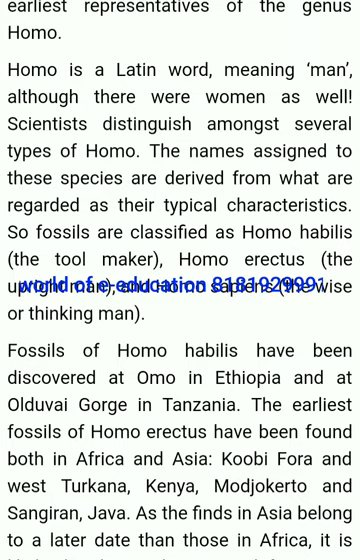 earliest representatives of the genus
Homo.
Homo is a Latin word, meaning ‘man’,
although there were women as well!
Scientists distinguish amongst several
types of Homo. The names assigned to
these species are derived from what are
regarded as their typical characteristics.
So fossils are classified as Homo habilis
(the tool maker), Homo erectus (the
upright man), and Homo sapiens (the wise
world of e-education 8181929991
or thinking man).
Fossils of Homo habilis have been
discovered at Omo in Ethiopia and at
Olduvai Gorge in Tanzania. The earliest
fossils of Homo erectus have been found
both in Africa and Asia: Koobi Fora and
west Turkana, Kenya, Modjokerto and
Sangiran, Java. As the finds in Asia belong
to a later date than those in Africa, it is